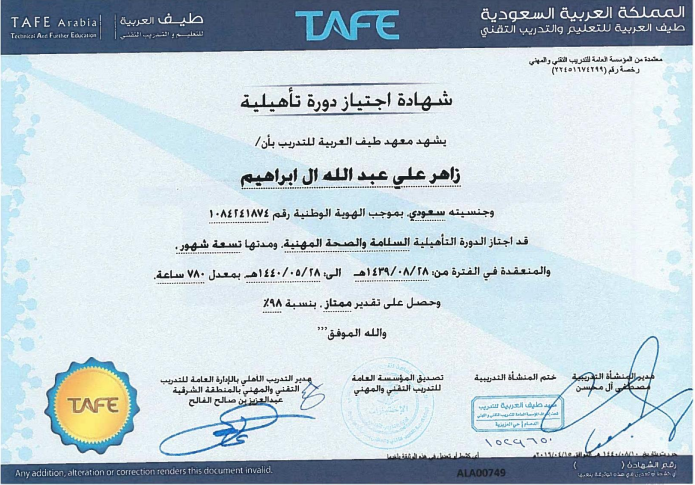 TAFE Arabia
Technical And Further Education
طيف العربية
للتعليم و التدريب التقني
TAFE
المملكة العربية السعودية
طيف العربية للتعليم والتدريب التقني
معتمدة من المؤسسة العامة للتدريب التقني والمهني
رخصة رقم (٢٢٤٥١٦٧٤٢٩٩)
شهادة اجتياز دورة تأهيلية
يشهد معهد طيف العربية للتدريب بأن/
زاهر علي عبد الله ال ابراهيم
وجنسيته سعودي. بموجب الهوية الوطنية رقم ١٠٨٤٢٤١٨٧٤
قد اجتاز الدورة التأهيلية السلامة والصحة المهنية. ومدتها تسعة شهور.
والمنعقدة في الفترة من: ١٤٣٩/٠٨/٢٨هـ الى: ١٤٤٠/٠٥/٢٨هـ بمعدل ٧٨٠ ساعة.
وحصل على تقدير ممتاز. بنسبة ٩٨٪
والله الموفق,,,
مدير المنشأة التدريبية
مصطفى آل محسن
ختم المنشأة التدريبية
تصديق المؤسسة العامة
للتدريب التقني والمهني
مدير التدريب الأهلي بالإدارة العامة للتدريب
التقني والمهني بالمنطقة الشرقية
عبدالعزيز بن صالح الفالح
معهد طيف العربية للتدريب
TAFE
رقم الشهادة ( )
Any addition, alteration or correction renders this document invalid.
ALA00749